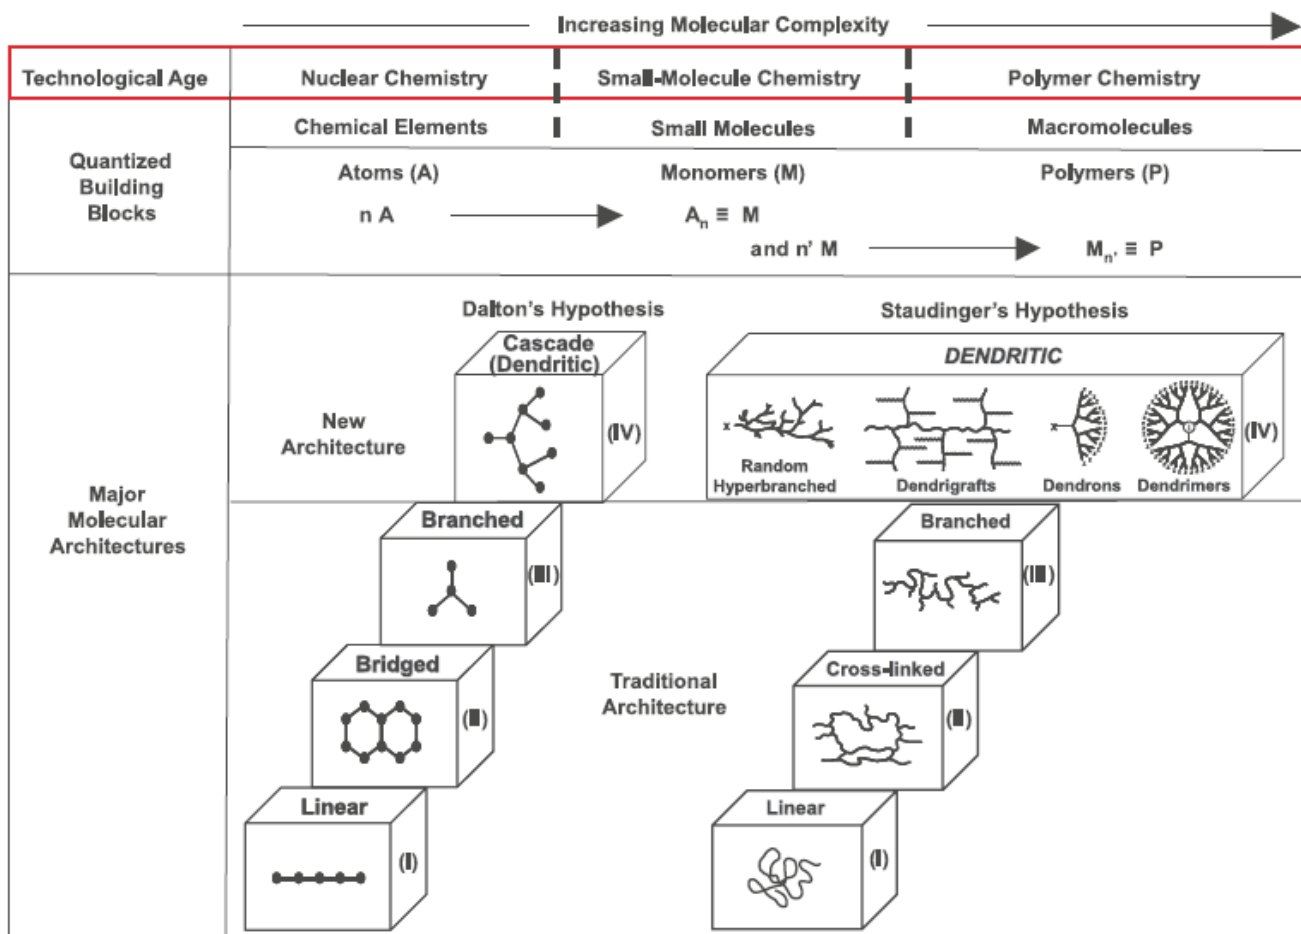 Increasing Molecular Complexity
Technological Age
Nuclear Chemistry
Small-Molecule Chemistry
Polymer Chemistry
Chemical Elements
Small Molecules
Macromolecules
Quantized
Building
Blocks
Atoms (A)
Monomers (M)
Polymers (P)
n A
Aₙ ≡ M
and n' M
Mₙ' ≡ P
Major
Molecular
Architectures
Dalton's Hypothesis
Staudinger's Hypothesis
New
Architecture
Cascade
(Dendritic)
(IV)
DENDRITIC
x
Random
Hyperbranched
Dendrigrafts
x
Dendrons
Dendrimers
(IV)
Branched
(III)
Branched
(III)
Bridged
(II)
Traditional
Architecture
Cross-linked
(II)
Linear
(I)
Linear
(I)